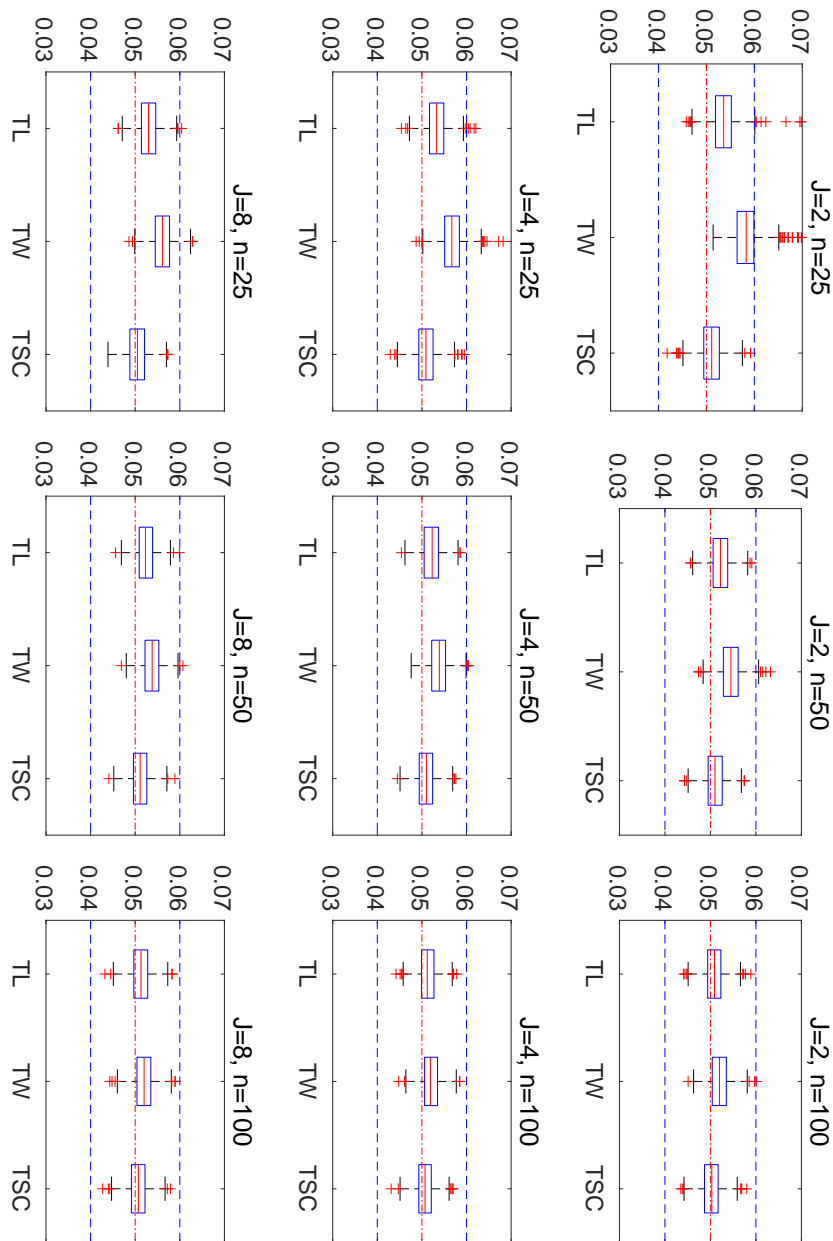 J=2, n=25
0.07
0.06
0.05
0.04
0.03
TL TW TSC
J=2, n=50
0.07
0.06
0.05
0.04
0.03
TL TW TSC
J=2, n=100
0.07
0.06
0.05
0.04
0.03
TL TW TSC
J=4, n=25
0.07
0.06
0.05
0.04
0.03
TL TW TSC
J=4, n=50
0.07
0.06
0.05
0.04
0.03
TL TW TSC
J=4, n=100
0.07
0.06
0.05
0.04
0.03
TL TW TSC
J=8, n=25
0.07
0.06
0.05
0.04
0.03
TL TW TSC
J=8, n=50
0.07
0.06
0.05
0.04
0.03
TL TW TSC
J=8, n=100
0.07
0.06
0.05
0.04
0.03
TL TW TSC